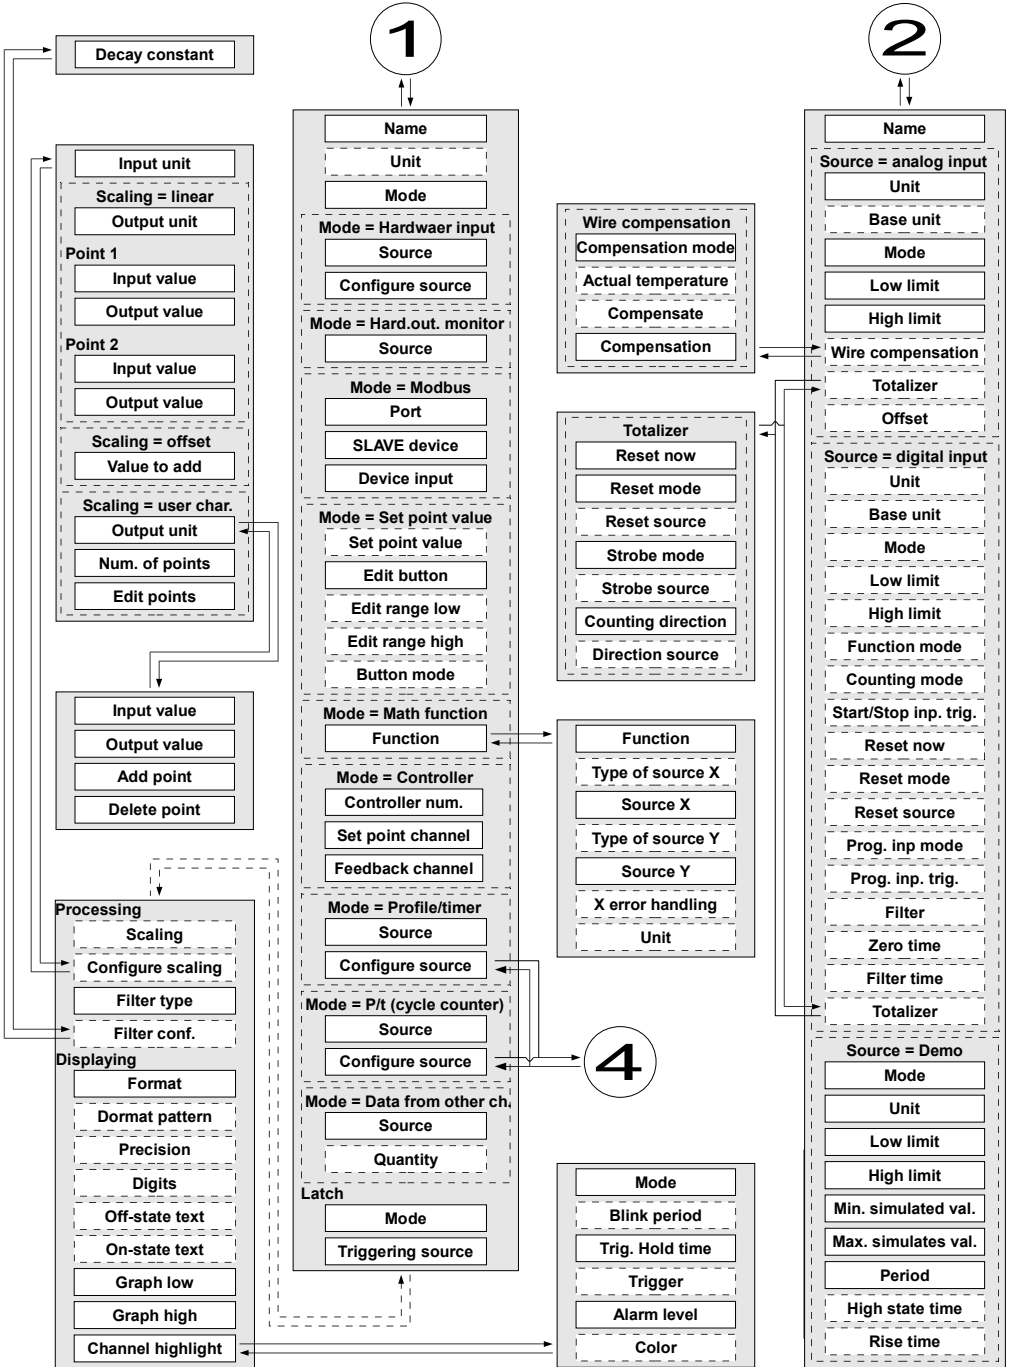 1
2
Decay constant
Input unit
Scaling = linear
Output unit
Point 1
Input value
Output value
Point 2
Input value
Output value
Scaling = offset
Value to add
Scaling = user char.
Output unit
Num. of points
Edit points
Input value
Output value
Add point
Delete point
Processing
Scaling
Configure scaling
Filter type
Filter conf.
Displaying
Format
Dormat pattern
Precision
Digits
Off-state text
On-state text
Graph low
Graph high
Channel highlight
Name
Unit
Mode
Mode = Hardwaer input
Source
Configure source
Mode = Hard.out. monitor
Source
Mode = Modbus
Port
SLAVE device
Device input
Mode = Set point value
Set point value
Edit button
Edit range low
Edit range high
Button mode
Mode = Math function
Function
Mode = Controller
Controller num.
Set point channel
Feedback channel
Mode = Profile/timer
Source
Configure source
Mode = P/t (cycle counter)
Source
Configure source
Mode = Data from other ch.
Source
Quantity
Latch
Mode
Triggering source
Wire compensation
Compensation mode
Actual temperature
Compensate
Compensation
Totalizer
Reset now
Reset mode
Reset source
Strobe mode
Strobe source
Counting direction
Direction source
Function
Type of source X
Source X
Type of source Y
Source Y
X error handling
Unit
4
Mode
Blink period
Trig. Hold time
Trigger
Alarm level
Color
Name
Source = analog input
Unit
Base unit
Mode
Low limit
High limit
Wire compensation
Totalizer
Offset
Source = digital input
Unit
Base unit
Mode
Low limit
High limit
Function mode
Counting mode
Start/Stop inp. trig.
Reset now
Reset mode
Reset source
Prog. inp mode
Prog. inp. trig.
Filter
Zero time
Filter time
Totalizer
Source = Demo
Mode
Unit
Low limit
High limit
Min. simulated val.
Max. simulates val.
Period
High state time
Rise time